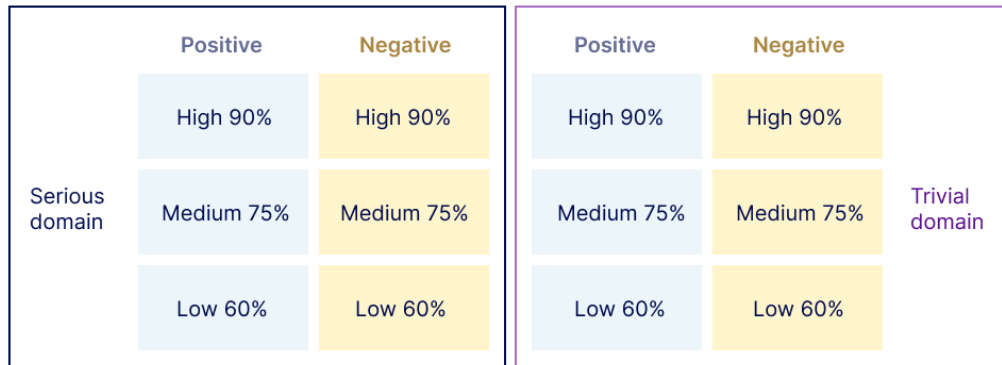 Positive Negative Positive Negative
High 90% High 90% High 90% High 90%
Serious
domain
Medium 75% Medium 75% Medium 75% Medium 75%
Trivial
domain
Low 60% Low 60% Low 60% Low 60%